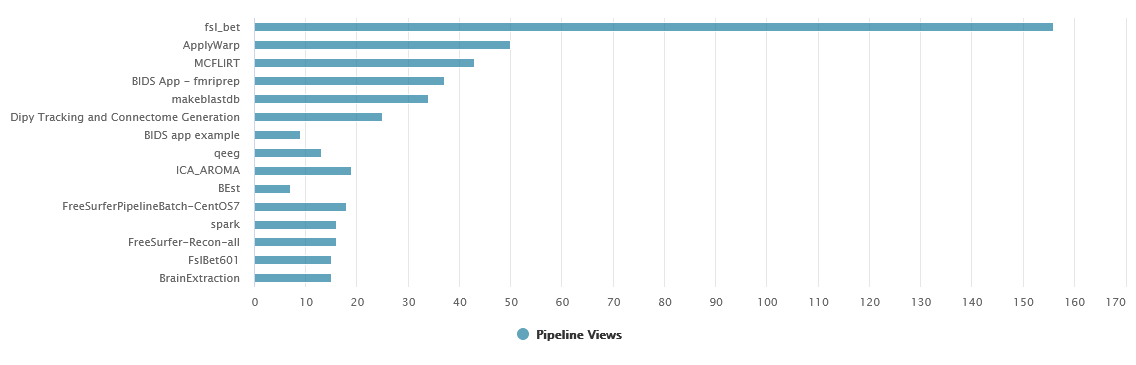 fsl_bet
ApplyWarp
MCFLIRT
BIDS App - fmriprep
makeblastdb
Dipy Tracking and Connectome Generation
BIDS app example
qeeg
ICA_AROMA
BEst
FreeSurferPipelineBatch-CentOS7
spark
FreeSurfer-Recon-all
FslBet601
BrainExtraction
0 10 20 30 40 50 60 70 80 90 100 110 120 130 140 150 160 170
Pipeline Views